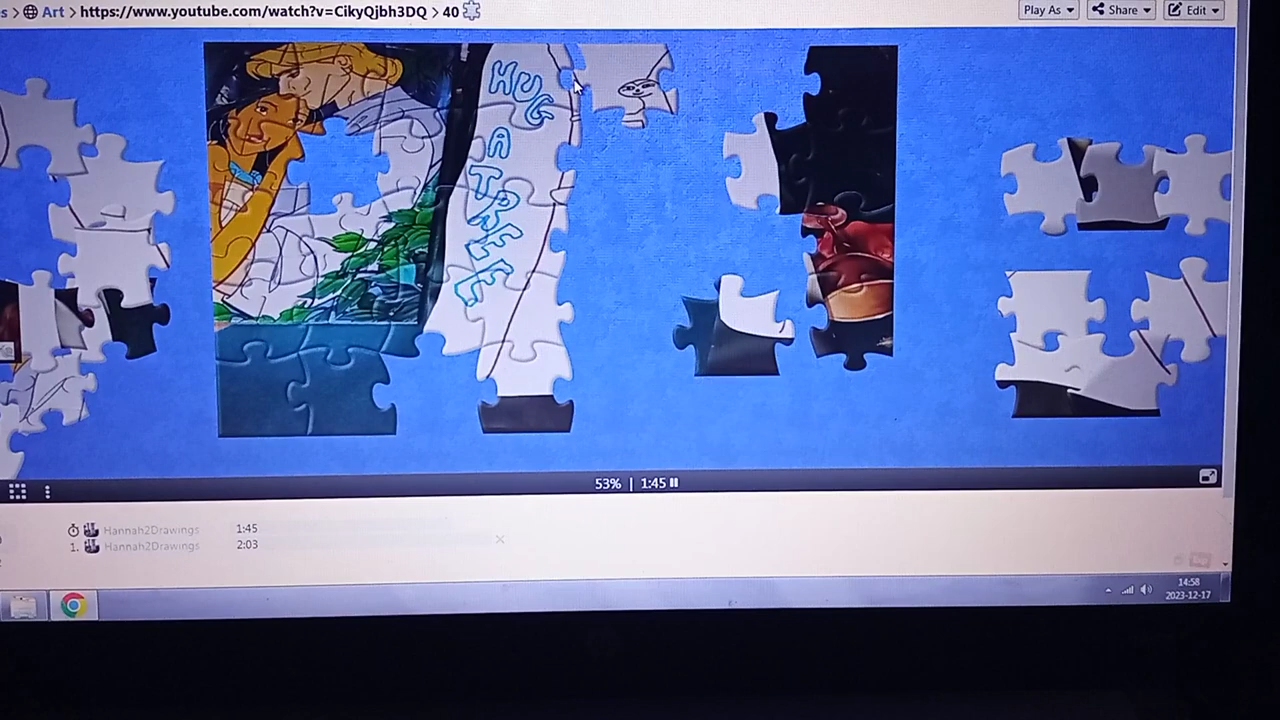 s > Art > https://www.youtube.com/watch?v=CikyQjbh3DQ > 40
Play As Share Edit
HUG
A
TREE
53% | 1:45
Hannah2Drawings 1:45
1. Hannah2Drawings 2:03
14:58
2023-12-17